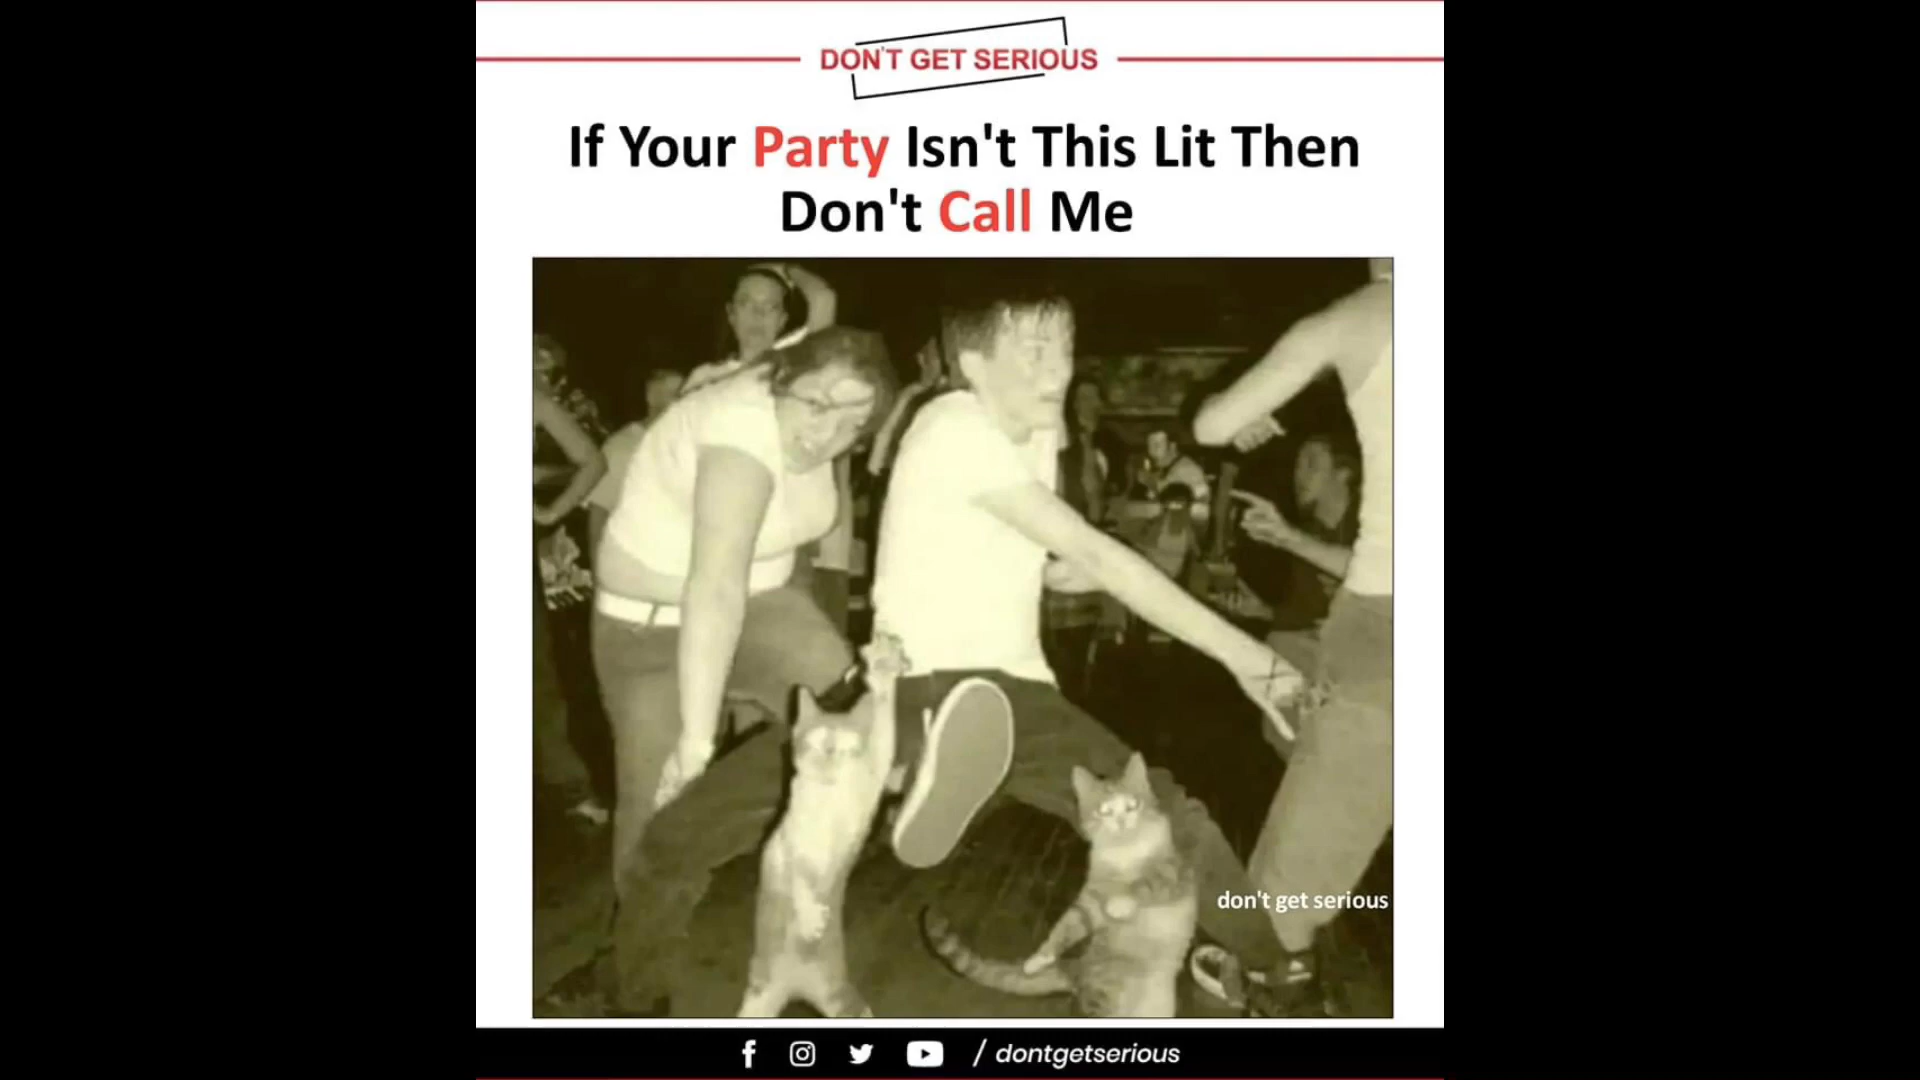 DON'T GET SERIOUS
If Your Party Isn't This Lit Then
Don't Call Me
don't get serious
/ dontgetserious